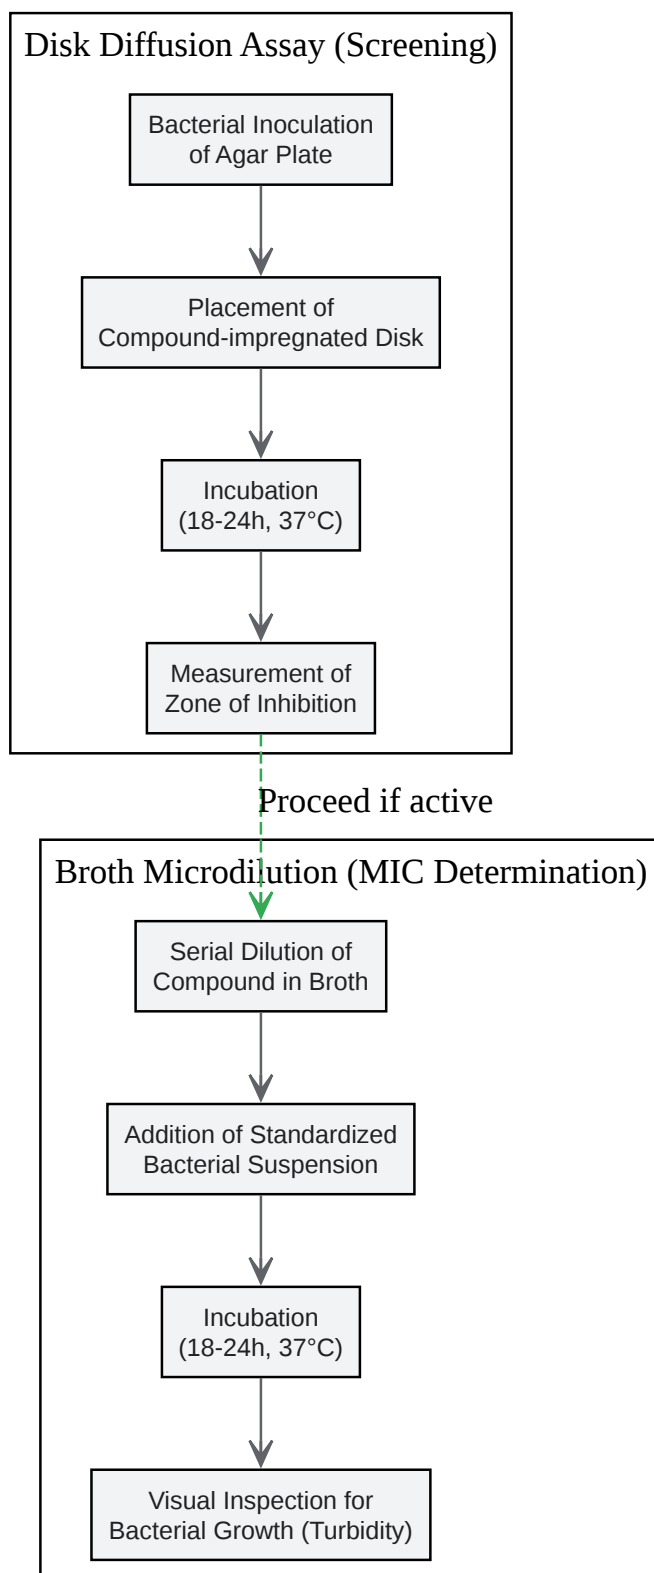 Disk Diffusion Assay (Screening)
Bacterial Inoculation
of Agar Plate
Placement of
Compound-impregnated Disk
Incubation
(18-24h, 37°C)
Measurement of
Zone of Inhibition
Proceed if active
Broth Microdilution (MIC Determination)
Serial Dilution of
Compound in Broth
Addition of Standardized
Bacterial Suspension
Incubation
(18-24h, 37°C)
Visual Inspection for
Bacterial Growth (Turbidity)